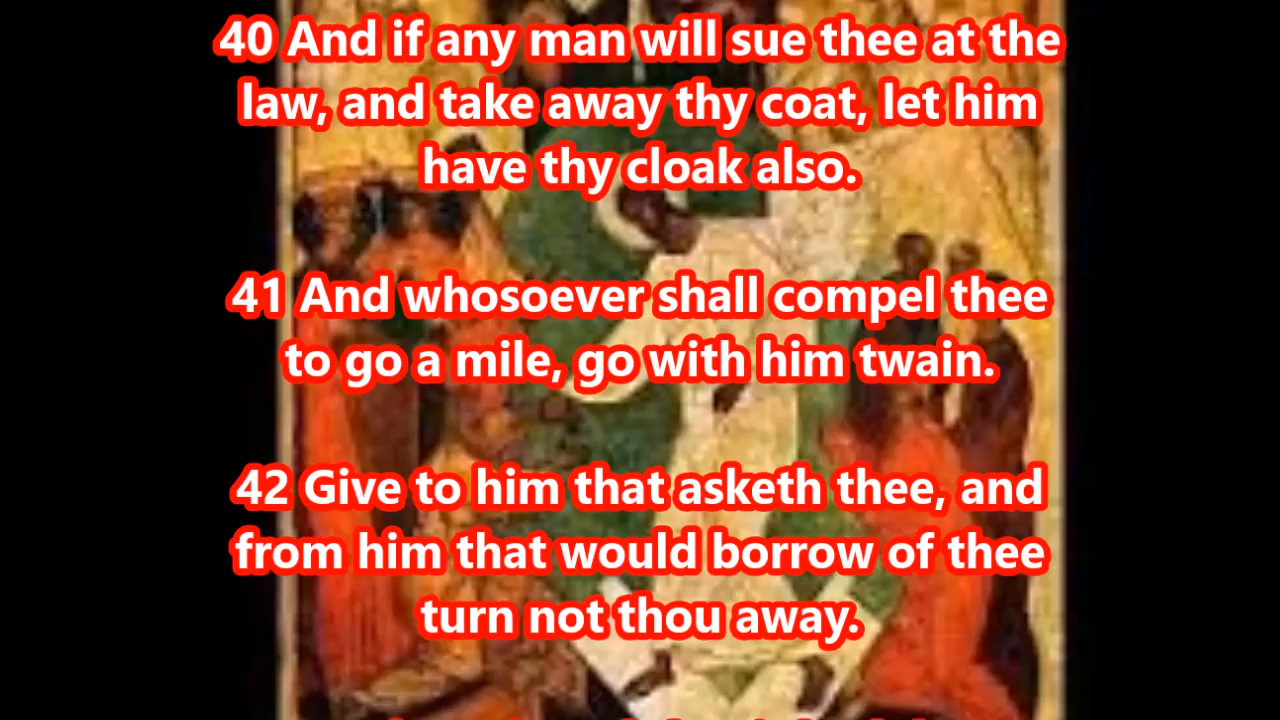 40 And if any man will sue thee at the
law, and take away thy coat, let him
have thy cloak also.
41 And whosoever shall compel thee
to go a mile, go with him twain.
42 Give to him that asketh thee, and
from him that would borrow of thee
turn not thou away.